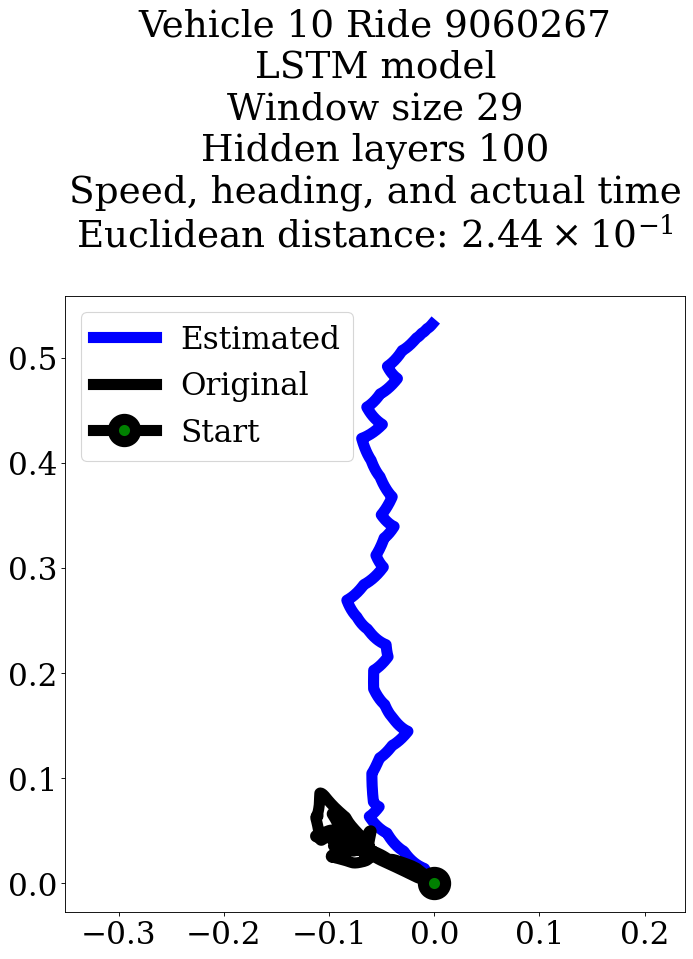 Vehicle 10 Ride 9060267
LSTM model
Window size 29
Hidden layers 100
Speed, heading, and actual time
Euclidean distance: 2.44 × 10⁻¹
Estimated
Original
Start
0.5
0.4
0.3
0.2
0.1
0.0
−0.3 −0.2 −0.1 0.0 0.1 0.2